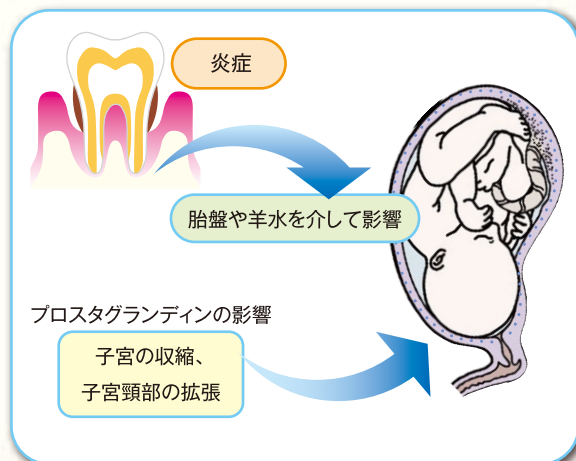 炎症
胎盤や羊水を介して影響
プロスタグランディンの影響
子宮の収縮、
子宮頸部の拡張